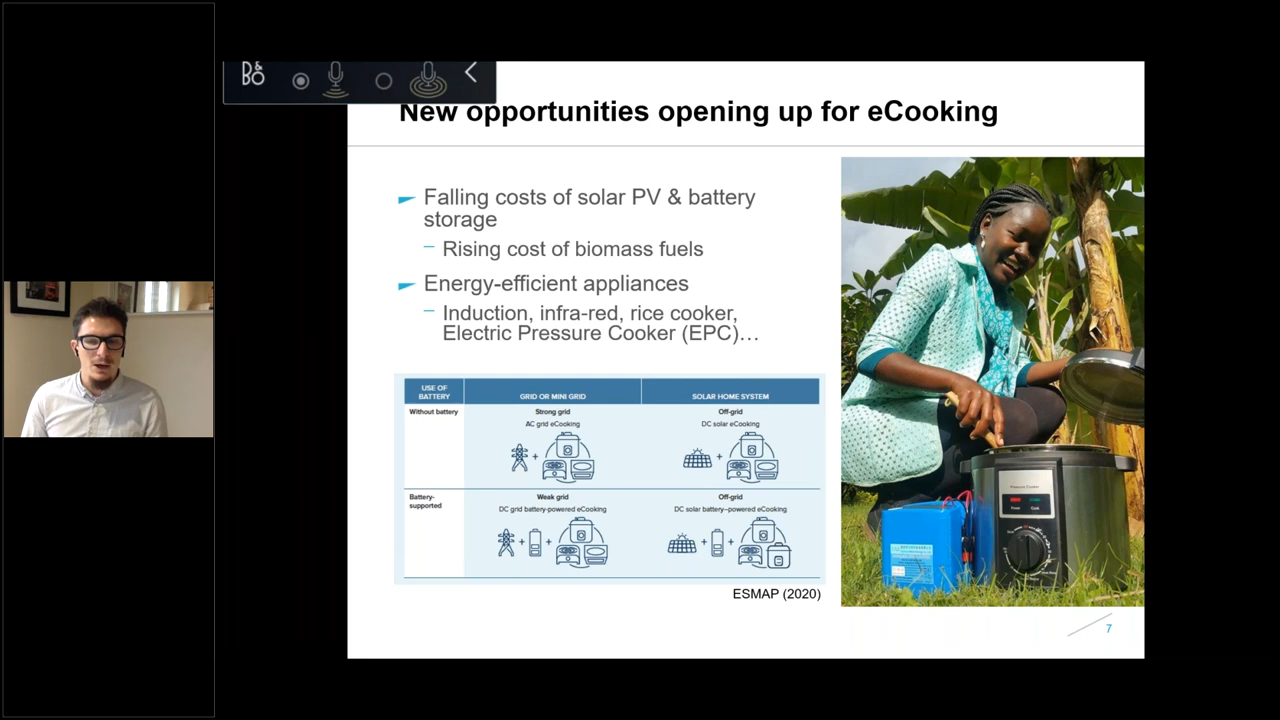 B&O
New opportunities opening up for eCooking
Falling costs of solar PV & battery
storage
– Rising cost of biomass fuels
Energy-efficient appliances
– Induction, infra-red, rice cooker,
Electric Pressure Cooker (EPC)…
USE OF
BATTERY
GRID OR MINI GRID
SOLAR HOME SYSTEM
Without battery
Strong grid
AC grid eCooking
Off-grid
DC solar eCooking
Battery-
supported
Weak grid
DC grid battery-powered eCooking
Off-grid
DC solar battery–powered eCooking
ESMAP (2020)
Pressure Cooker
7